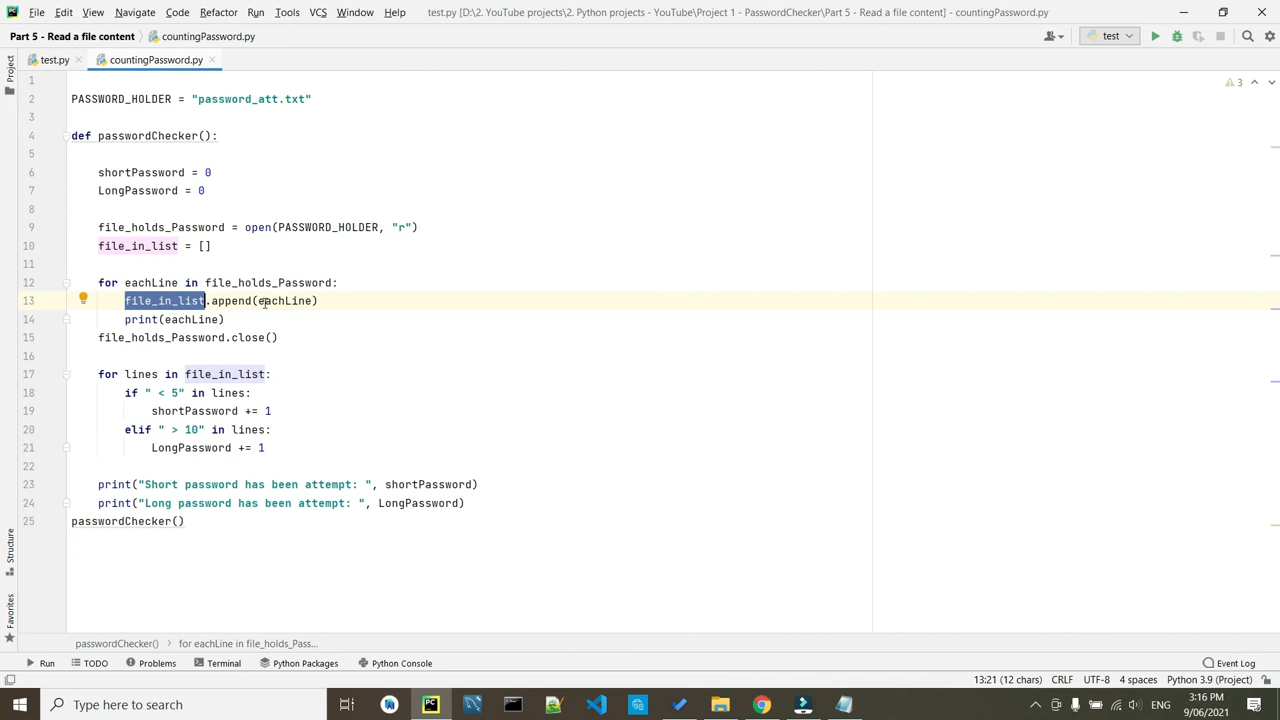 File Edit View Navigate Code Refactor Run Tools VCS Window Help test.py [D:\2. YouTube projects\2. Python projects - YouTube\Project 1 - PasswordChecker\Part 5 - Read a file content] - countingPassword.py
Part 5 - Read a file content countingPassword.py test
test.py countingPassword.py
Project
1 3
2 PASSWORD_HOLDER = "password_att.txt"
3
4 def passwordChecker():
5
6 shortPassword = 0
7 LongPassword = 0
8
9 file_holds_Password = open(PASSWORD_HOLDER, "r")
10 file_in_list = []
11
12 for eachLine in file_holds_Password:
13 file_in_list.append(eachLine)
14 print(eachLine)
15 file_holds_Password.close()
16
17 for lines in file_in_list:
18 if " < 5" in lines:
19 shortPassword += 1
20 elif " > 10" in lines:
21 LongPassword += 1
22
23 print("Short password has been attempt: ", shortPassword)
24 print("Long password has been attempt: ", LongPassword)
25 passwordChecker()
Structure
Favorites
passwordChecker() for eachLine in file_holds_Pass...
Run TODO Problems Terminal Python Packages Python Console Event Log
13:21 (12 chars) CRLF UTF-8 4 spaces Python 3.9 (Project)
Type here to search ENG 3:16 PM
9/06/2021